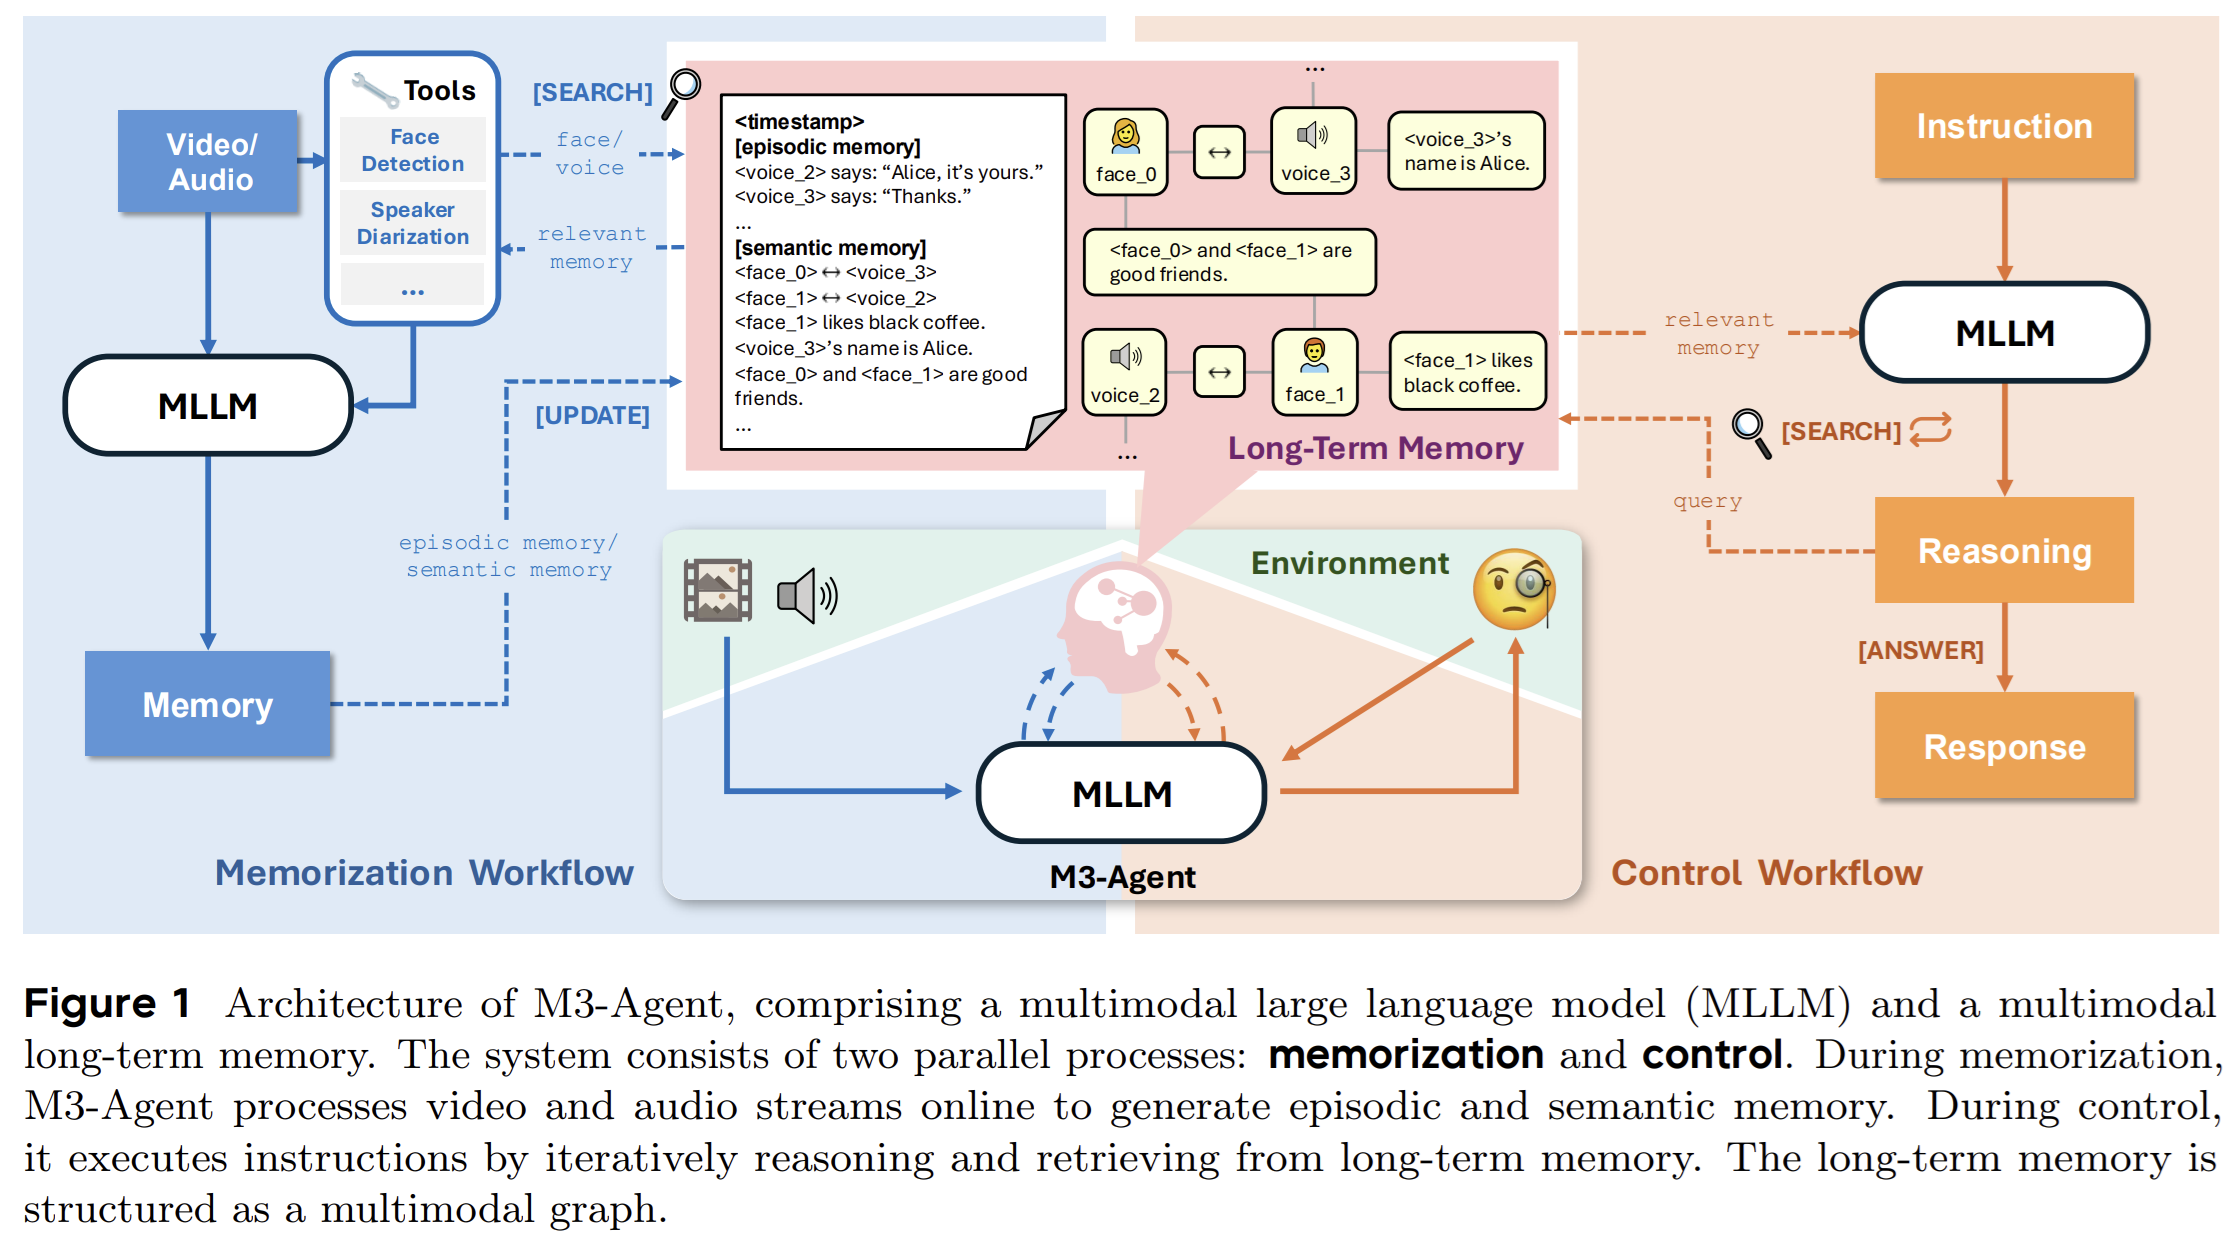 Video/
Audio
Tools
Face
Detection
Speaker
Diarization
...
MLLM
Memory
[SEARCH]
face/
voice
relevant
memory
[UPDATE]
episodic memory/
semantic memory
Memorization Workflow
<timestamp>
[episodic memory]
<voice_2> says: “Alice, it’s yours.”
<voice_3> says: “Thanks.”
...
[semantic memory]
<face_0> ↔ <voice_3>
<face_1> ↔ <voice_2>
<face_1> likes black coffee.
<voice_3>’s name is Alice.
<face_0> and <face_1> are good
friends.
...
...
face_0
↔
voice_3
<voice_3>’s
name is Alice.
<face_0> and <face_1> are
good friends.
voice_2
↔
face_1
<face_1> likes
black coffee.
...
Long-Term Memory
Environment
MLLM
M3-Agent
Instruction
relevant
memory
MLLM
[SEARCH]
query
Reasoning
[ANSWER]
Response
Control Workflow
Figure 1 Architecture of M3-Agent, comprising a multimodal large language model (MLLM) and a multimodal
long-term memory. The system consists of two parallel processes: memorization and control. During memorization,
M3-Agent processes video and audio streams online to generate episodic and semantic memory. During control,
it executes instructions by iteratively reasoning and retrieving from long-term memory. The long-term memory is
structured as a multimodal graph.